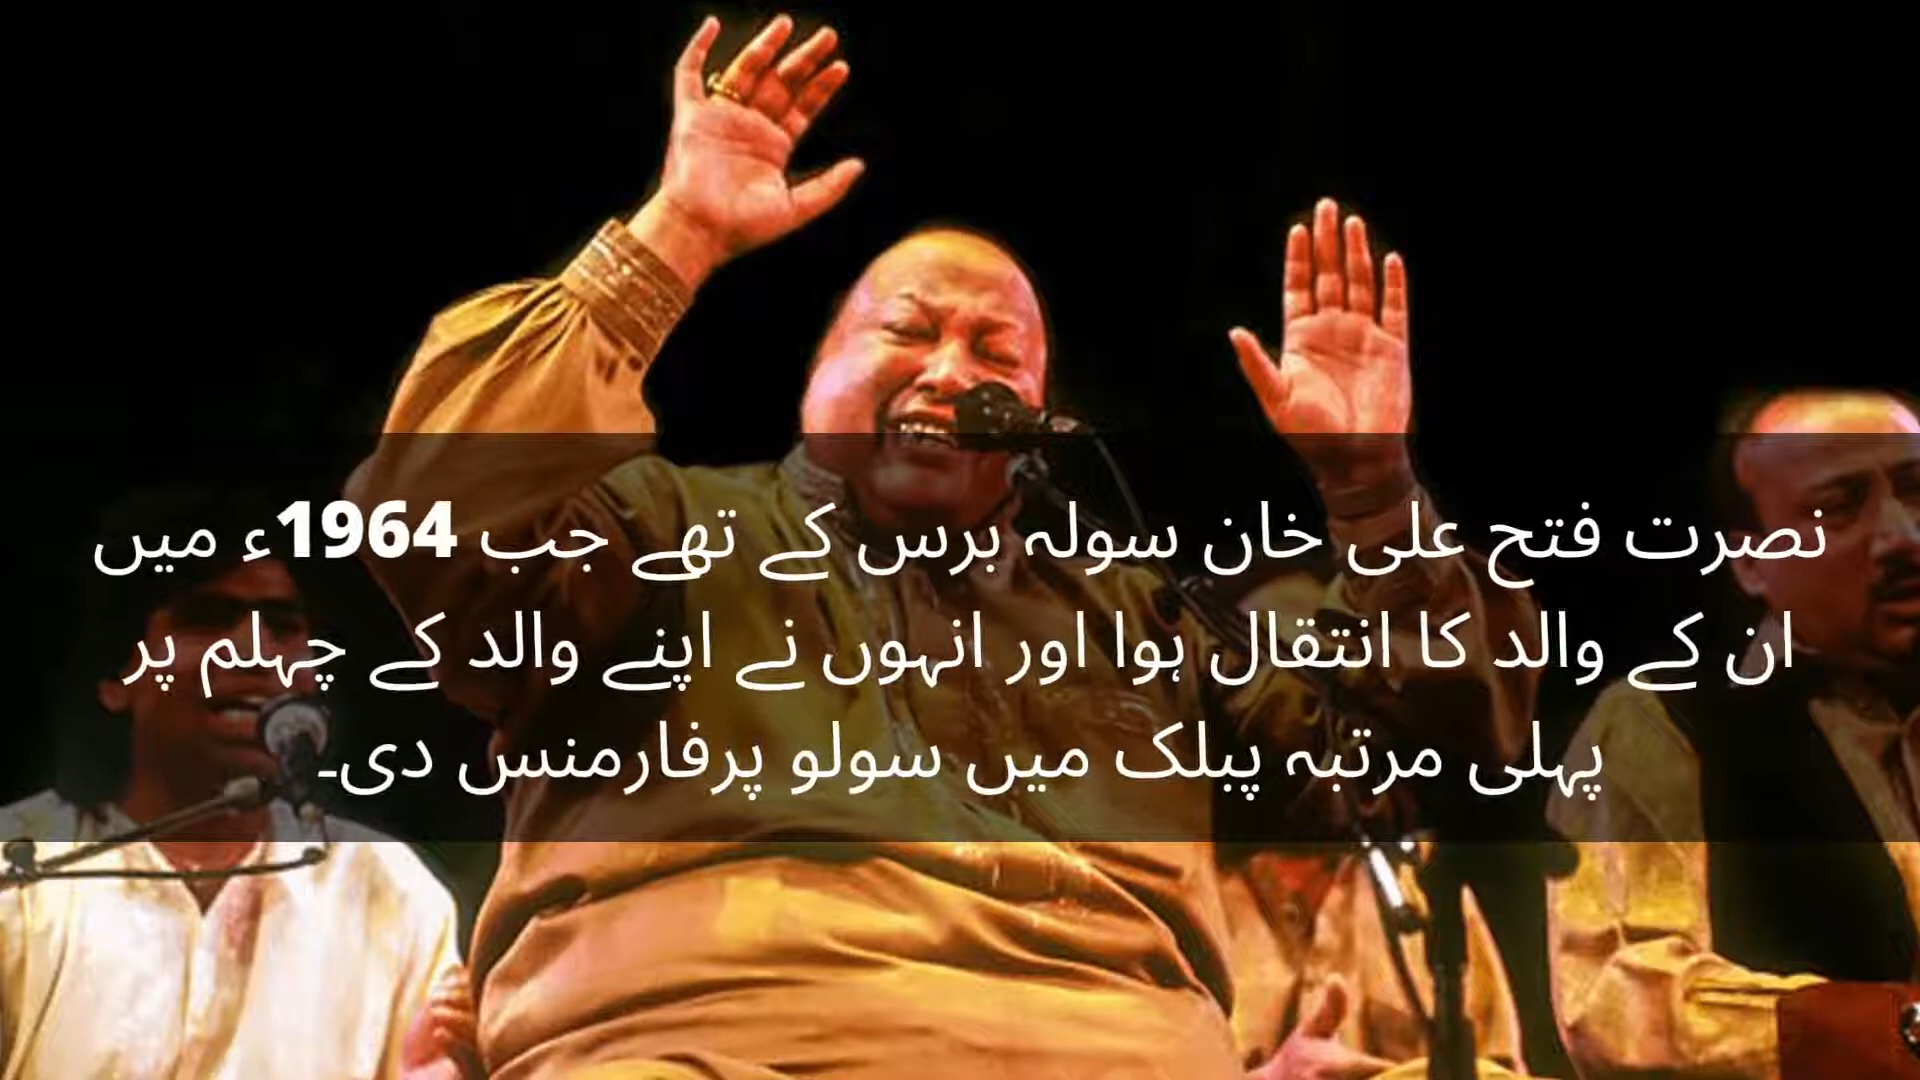 نصرت فتح علی خان سولہ برس کے تھے جب 1964ء میں
ان کے والد کا انتقال ہوا اور انہوں نے اپنے والد کے چہلم پر
پہلی مرتبہ پبلک میں سولو پرفارمنس دی۔